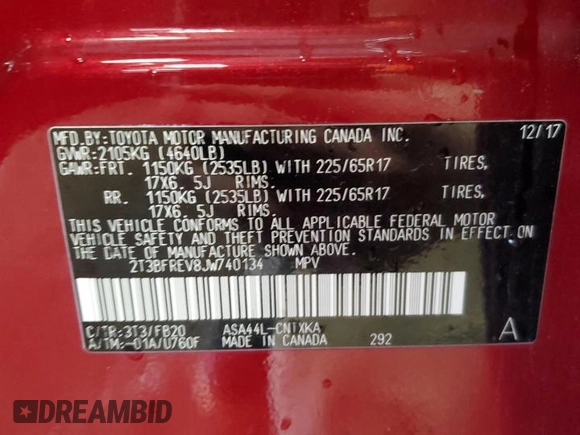 MFD. BY: TOYOTA MOTOR MANUFACTURING CANADA INC. 12/17
GVWR: 2105KG (4640LB)
GAWR: FRT. 1150KG (2535LB) WITH 225/65R17 TIRES,
17X6. 5J RIMS.
RR. 1150KG (2535LB) WITH 225/65R17 TIRES,
17X6. 5J RIMS.
THIS VEHICLE CONFORMS TO ALL APPLICABLE FEDERAL MOTOR
VEHICLE SAFETY AND THEFT PREVENTION STANDARDS IN EFFECT ON
THE DATE OF MANUFACTURE SHOWN ABOVE.
2T3BFREV8JW740134 MPV
C/TR: 3T3/FB20 ASA44L-CNTXKA
A/TM: -01A/U760F MADE IN CANADA 292 A
DREAMBID